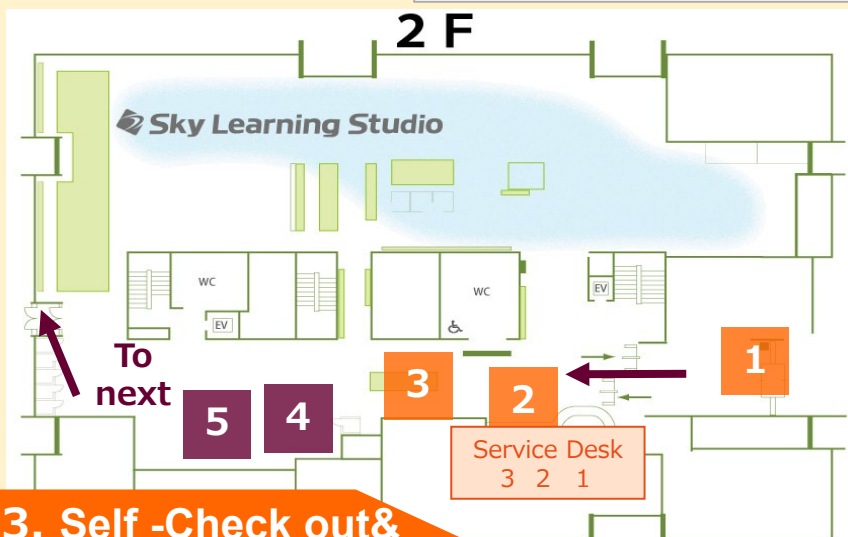 2 F
Sky Learning Studio
WC
WC
EV
EV
To
next
1
2
3
4
5
Service Desk
3 2 1
3. Self -Check out&